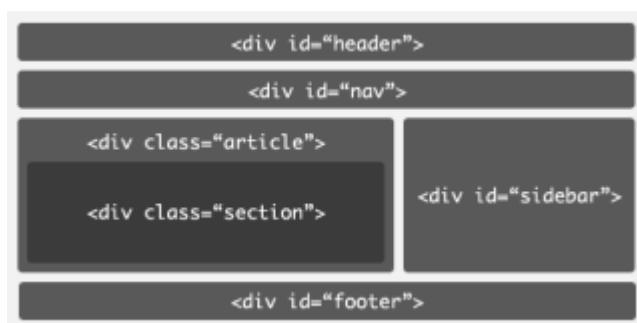 <div id=“header”>
<div id=“nav”>
<div class=“article”>
<div class=“section”>
<div id=“sidebar”>
<div id=“footer”>